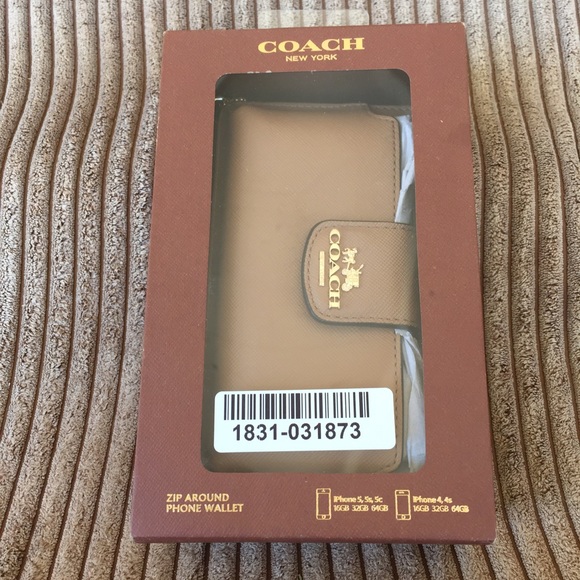 COACH
NEW YORK
COACH
1831-031873
ZIP AROUND
PHONE WALLET
iPhone 5, 5s, 5c
16GB 32GB 64GB
iPhone 4, 4s
16GB 32GB 64GB